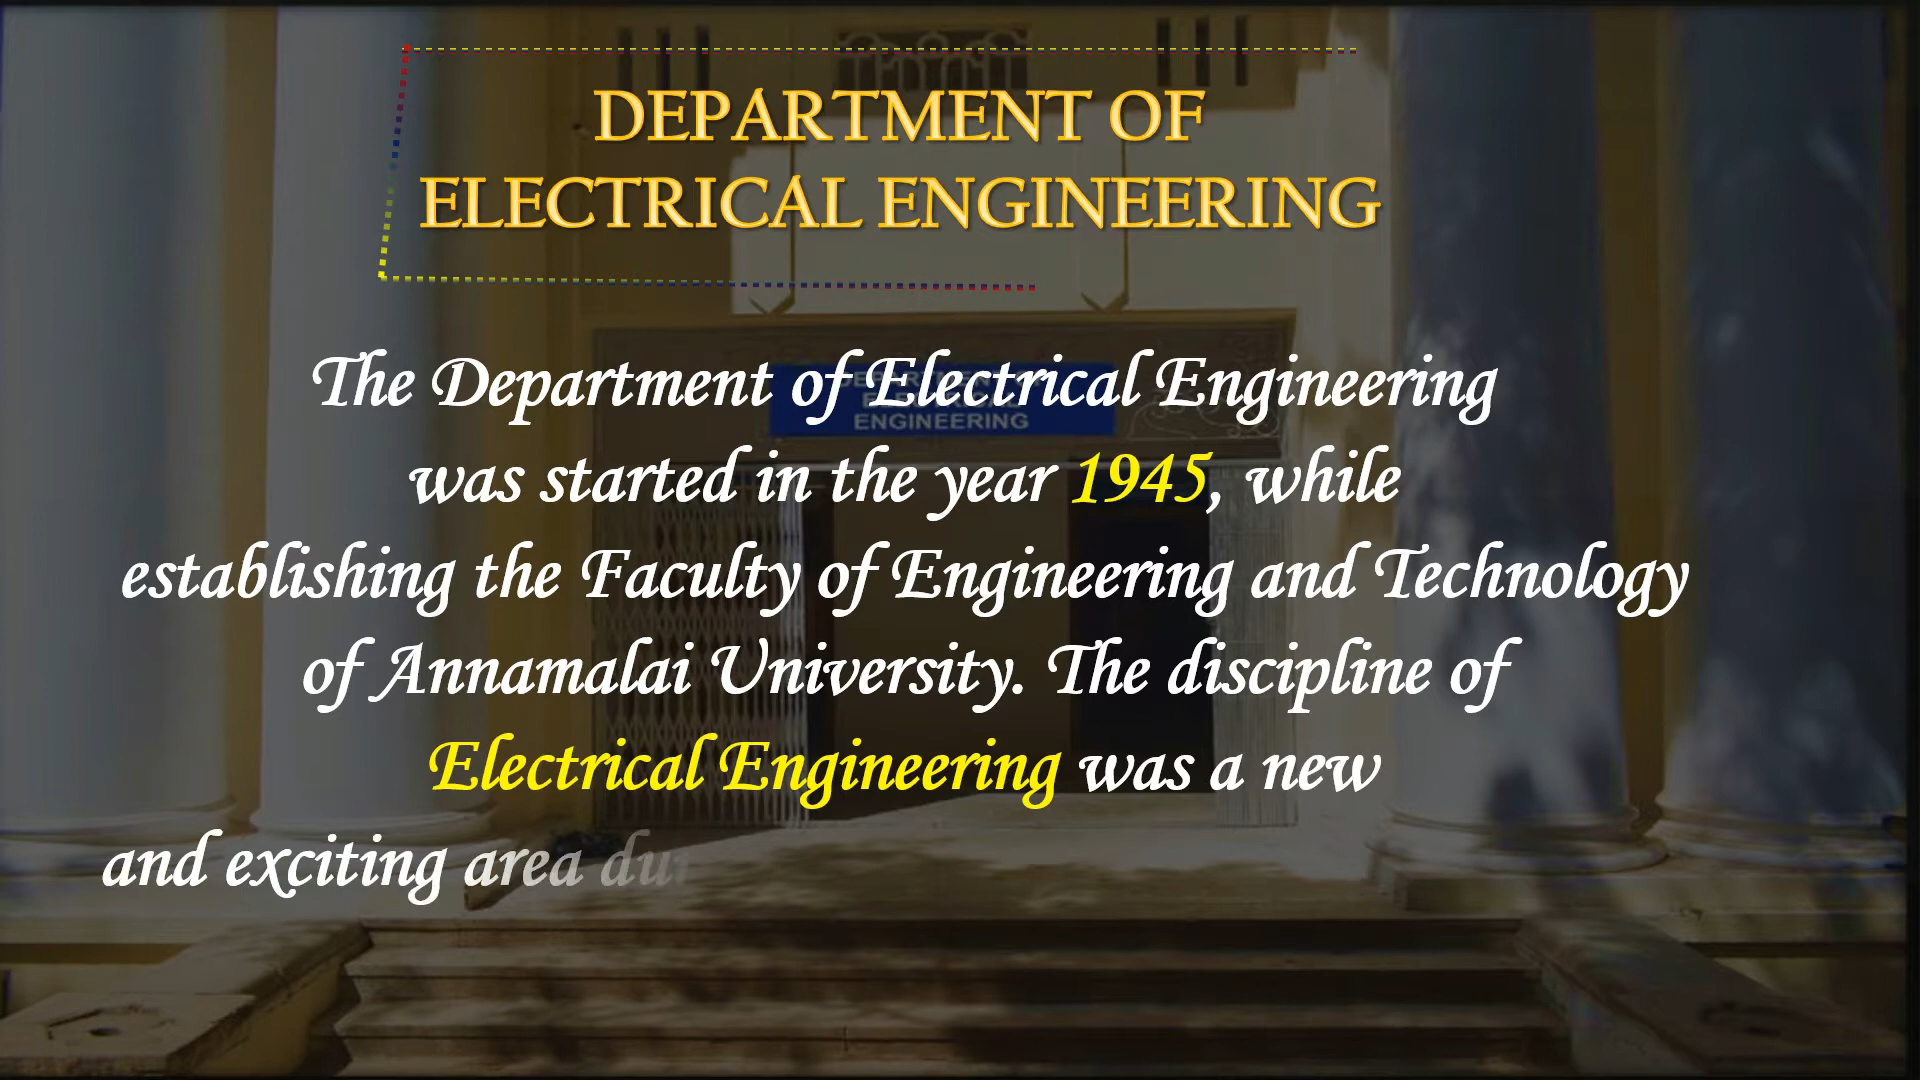 DEPARTMENT OF
ELECTRICAL ENGINEERING
The Department of Electrical Engineering
was started in the year 1945, while
establishing the Faculty of Engineering and Technology
of Annamalai University. The discipline of
Electrical Engineering was a new
and exciting area
ENGINEERING